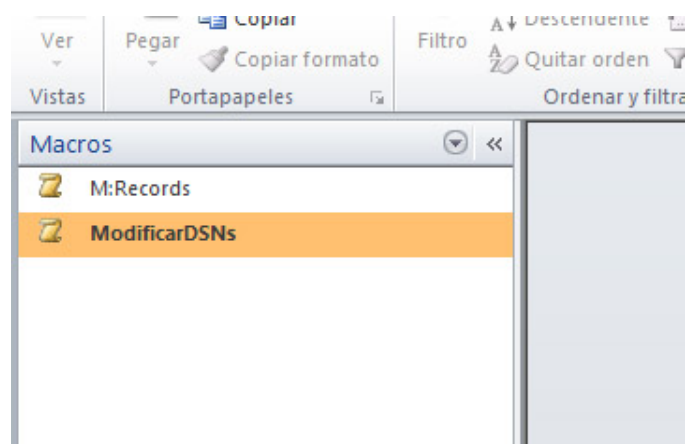 Copiar
Descendente
Ver
Pegar
Filtro
Copiar formato
Quitar orden
Vistas
Portapapeles
Ordenar y filtra
Macros
M:Records
ModificarDSNs